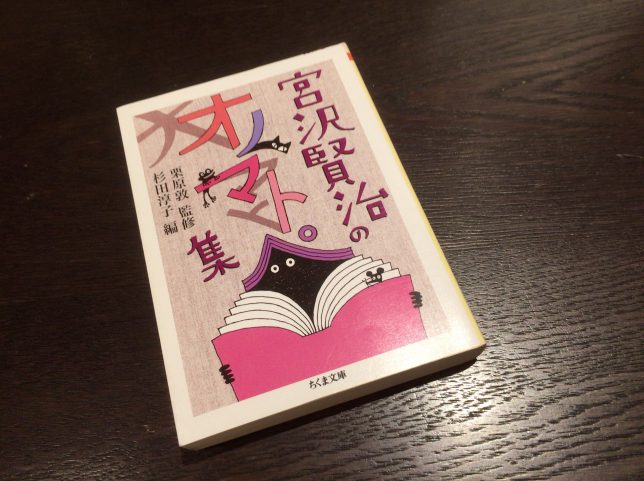 宮沢賢治の
オノマトペ集
栗原敦 監修
杉田淳子 編
ちくま文庫